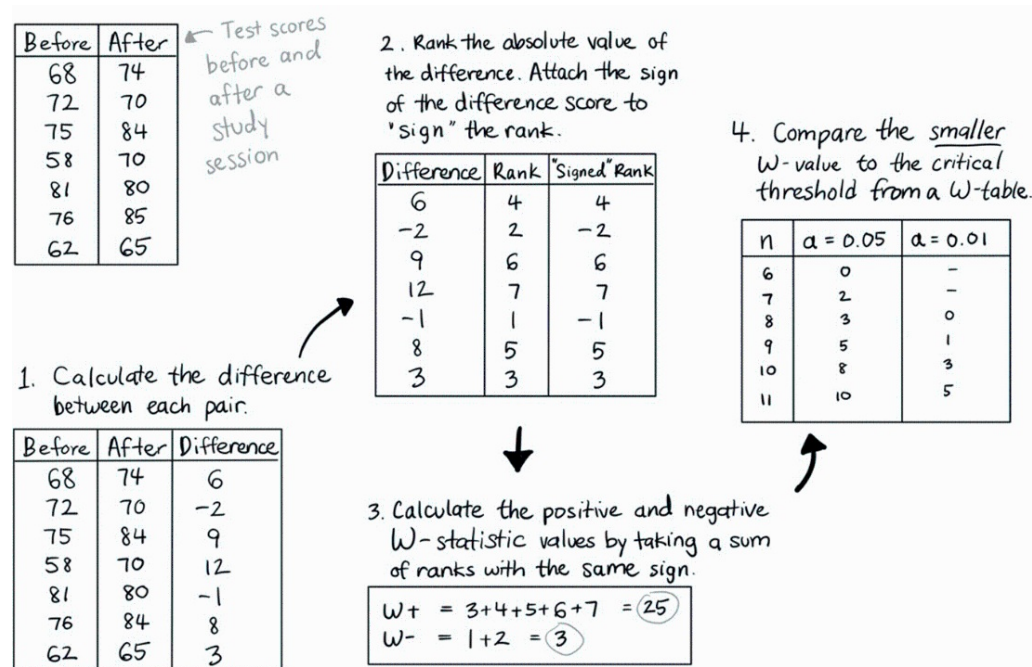 Before After
68 74
72 70
75 84
58 70
81 80
76 85
62 65
← Test scores
before and
after a
study
session
1. Calculate the difference
between each pair.
Before After Difference
68 74 6
72 70 -2
75 84 9
58 70 12
81 80 -1
76 84 8
62 65 3
2. Rank the absolute value of
the difference. Attach the sign
of the difference score to
"sign" the rank.
Difference Rank "Signed" Rank
6 4 4
-2 2 -2
9 6 6
12 7 7
-1 1 -1
8 5 5
3 3 3
3. Calculate the positive and negative
W-statistic values by taking a sum
of ranks with the same sign.
W+ = 3+4+5+6+7 = 25
W- = 1+2 = 3
4. Compare the smaller
W-value to the critical
threshold from a W-table.
n a = 0.05 a = 0.01
6 0 -
7 2 -
8 3 0
9 5 1
10 8 3
11 10 5